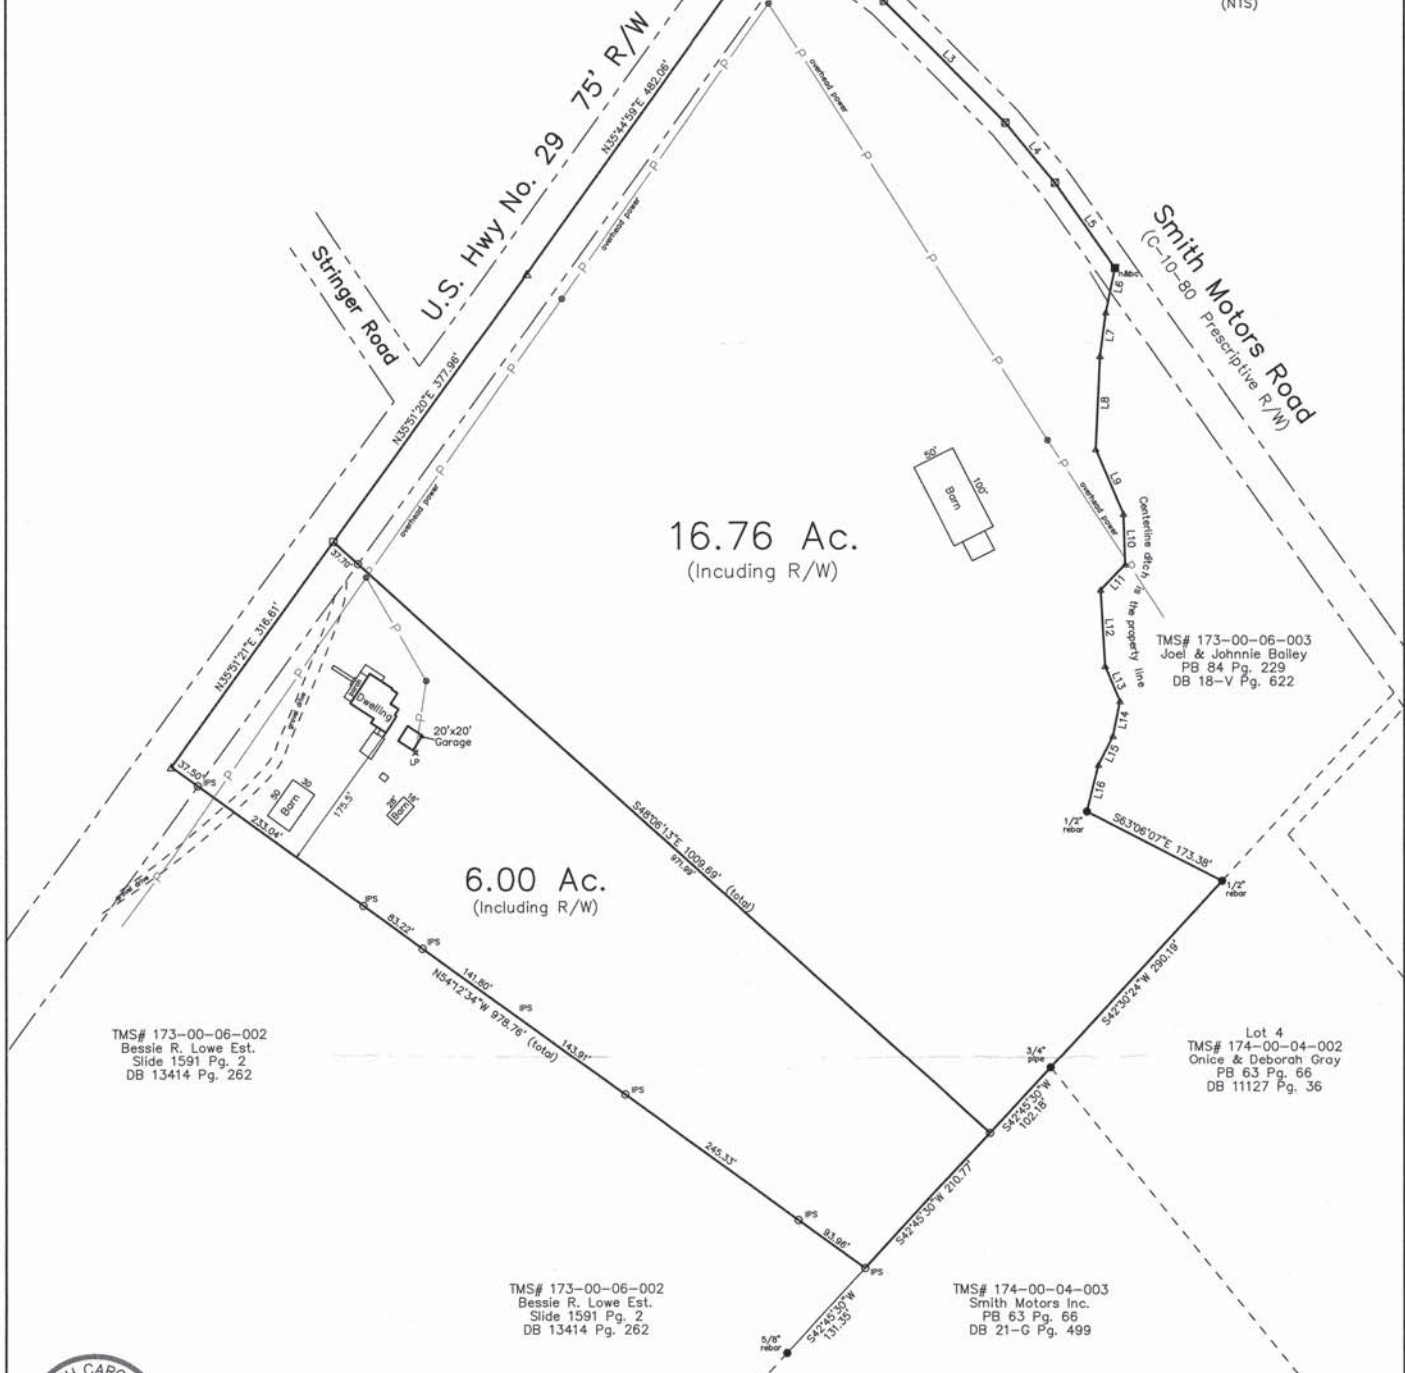 (NTS)
U.S. Hwy No. 29 75' R/W
N35°44'59"E 482.06'
overhead power
overhead power
L3
L4
L5
Smith Motors Road
(C-10-80 Prescriptive R/W)
Stringer Road
N35°51'20"E 377.96'
L6
L7
L8
L9
L10
L11
L12
L13
L14
L15
L16
Centerline ditch is the property line
50'
100'
Barn
overhead power
overhead power
16.76 Ac.
(Incuding R/W)
TMS# 173-00-06-003
Joel & Johnnie Bailey
PB 84 Pg. 229
DB 18-V Pg. 622
37.70'
N35°51'21"E 316.61'
Dwelling
20'x20'
Garage
LP
37.50'
IPS
50
30
Barn
28'
18'
Barn
175.5'
233.04'
S48°06'13"E 1009.69' (total)
971.99'
1/2"
rebar
S63°06'07"E 173.38'
1/2"
rebar
6.00 Ac.
(Including R/W)
IPS
83.22'
IPS
141.80'
IPS
N54°12'34"W 978.76' (total)
143.91'
IPS
245.33'
IPS
93.96'
IPS
S42°30'24"W 290.19'
3/4"
pipe
S42°45'30"W
102.18'
S42°45'30"W 210.77'
S42°45'30"W
131.35'
5/8"
rebar
TMS# 173-00-06-002
Bessie R. Lowe Est.
Slide 1591 Pg. 2
DB 13414 Pg. 262
Lot 4
TMS# 174-00-04-002
Onice & Deborah Gray
PB 63 Pg. 66
DB 11127 Pg. 36
TMS# 173-00-06-002
Bessie R. Lowe Est.
Slide 1591 Pg. 2
DB 13414 Pg. 262
TMS# 174-00-04-003
Smith Motors Inc.
PB 63 Pg. 66
DB 21-G Pg. 499